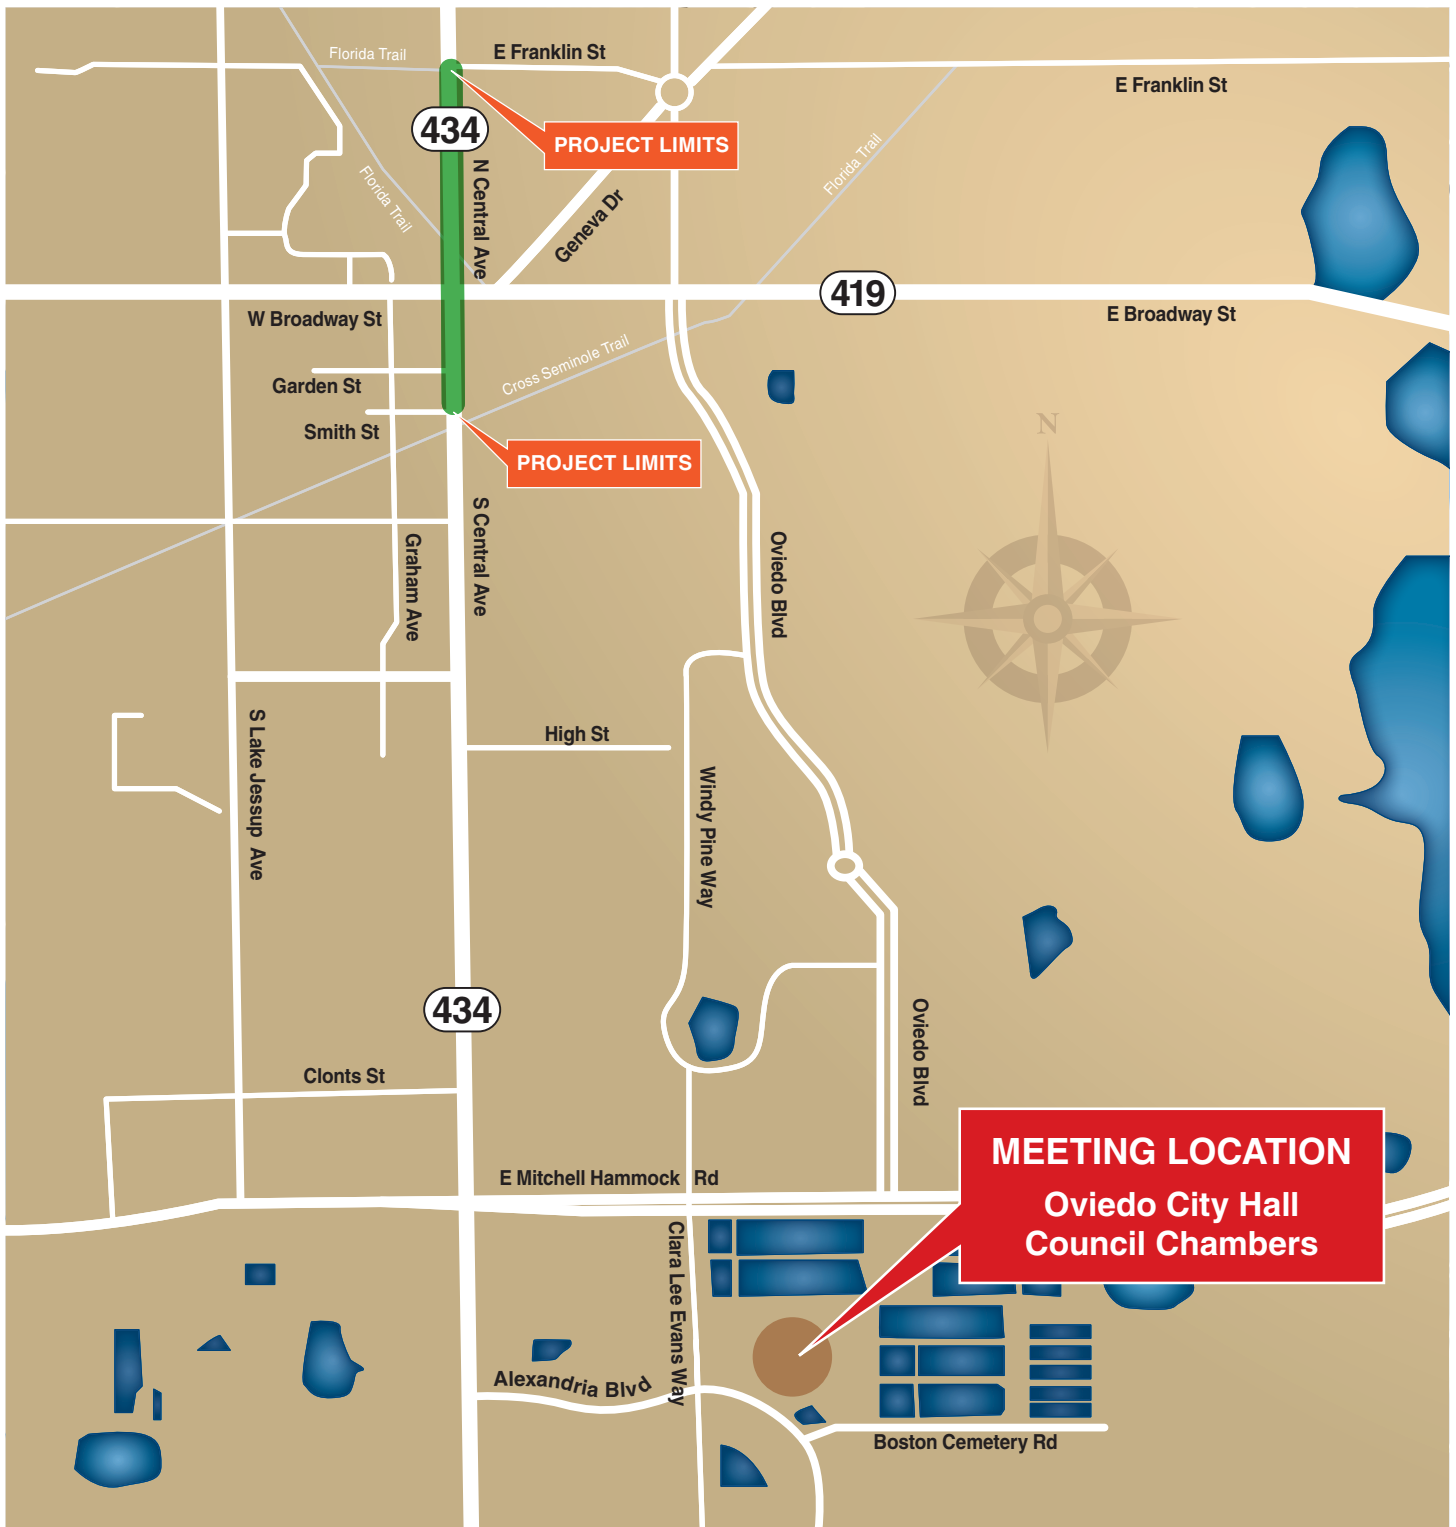 Florida Trail
E Franklin St
E Franklin St
434
PROJECT LIMITS
Florida Trail
Florida Trail
N Central Ave
Geneva Dr
419
W Broadway St
E Broadway St
Cross Seminole Trail
Garden St
Smith St
N
PROJECT LIMITS
S Central Ave
Graham Ave
Oviedo Blvd
S Lake Jessup Ave
High St
Windy Pine Way
434
Oviedo Blvd
Clonts St
E Mitchell Hammock Rd
MEETING LOCATION
Oviedo City Hall
Council Chambers
Clara Lee Evans Way
Alexandria Blvd
Boston Cemetery Rd